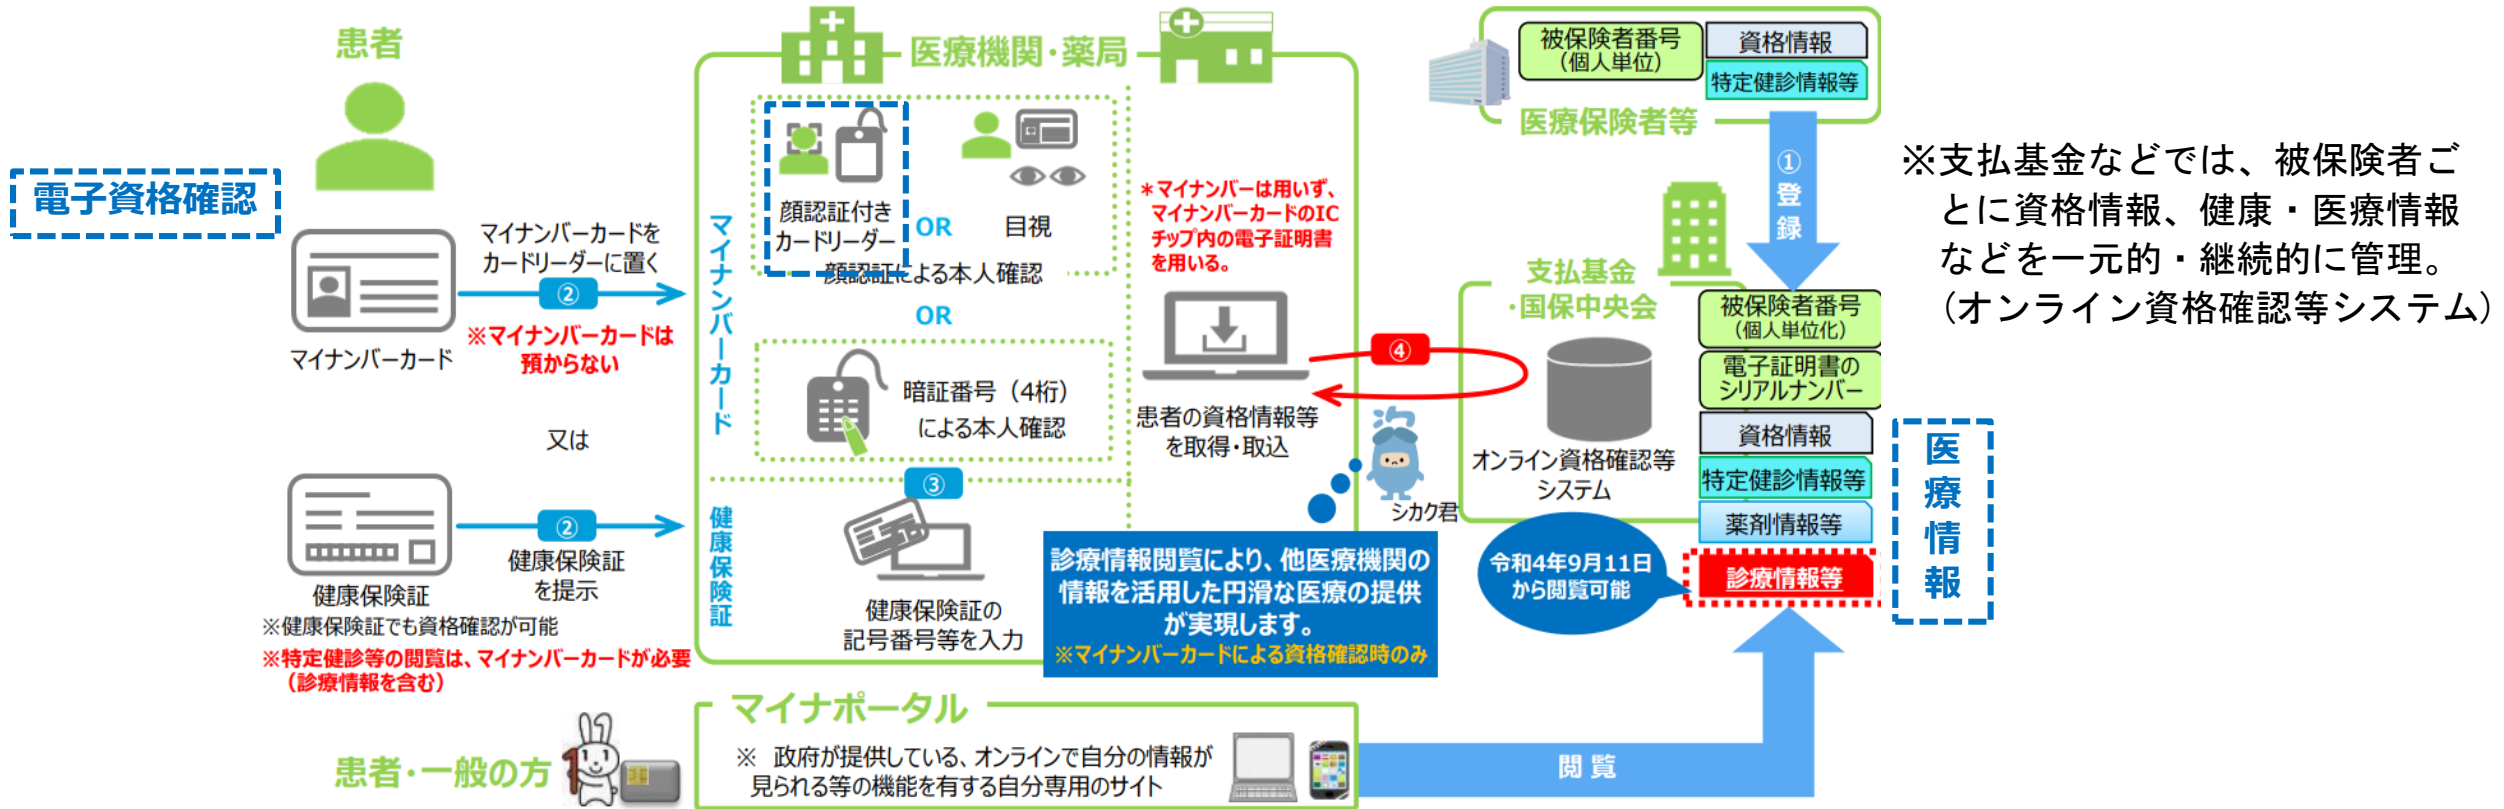 患者
電子資格確認
マイナンバーカードを
カードリーダーに置く
②
※マイナンバーカードは
預からない
マイナンバーカード
又は
②
健康保険証
を提示
健康保険証
※健康保険証でも資格確認が可能
※特定健診等の閲覧は、マイナンバーカードが必要
（診療情報を含む）
医療機関・薬局
マイナンバーカード
顔認証付き
カードリーダー
OR
目視
顔認証による本人確認
OR
暗証番号（4桁）
による本人確認
③
健康保険証
健康保険証の
記号番号等を入力
＊マイナンバーは用いず、
マイナンバーカードのIC
チップ内の電子証明書
を用いる。
患者の資格情報等
を取得・取込
④
シカク君
診療情報閲覧により、他医療機関の
情報を活用した円滑な医療の提供
が実現します。
※マイナンバーカードによる資格確認時のみ
被保険者番号
（個人単位）
資格情報
特定健診情報等
医療保険者等
①
登録
支払基金
・国保中央会
オンライン資格確認等
システム
被保険者番号
（個人単位化）
電子証明書の
シリアルナンバー
資格情報
特定健診情報等
薬剤情報等
診療情報等
令和4年9月11日
から閲覧可能
医療情報
※支払基金などでは、被保険者ご
とに資格情報、健康・医療情報
などを一元的・継続的に管理。
（オンライン資格確認等システム）
患者・一般の方
1
マイナポータル
※　政府が提供している、オンラインで自分の情報が
見られる等の機能を有する自分専用のサイト
閲覧